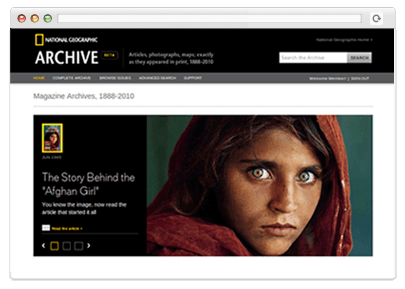 NATIONAL GEOGRAPHIC
National Geographic Home >
ARCHIVE BETA
Articles, photographs, maps; exactly
as they appeared in print, 1888-2010
Search the Archive SEARCH
HOME COMPLETE ARCHIVE BROWSE ISSUES ADVANCED SEARCH SUPPORT
Welcome Member! | SIGN OUT
Magazine Archives, 1888-2010
JUN 1985
The Story Behind the
"Afghan Girl"
You know the image, now read the
article that started it all
Read the article >